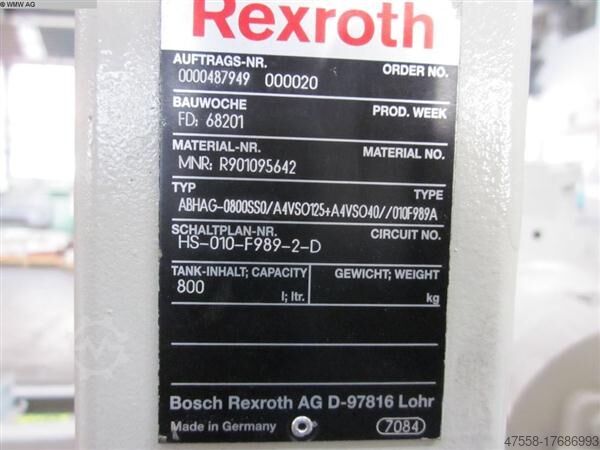 © WMW AG
Rexroth
AUFTRAGS-NR. ORDER NO.
0000487949 000020
BAUWOCHE PROD. WEEK
FD: 68201
MATERIAL-NR. MATERIAL NO.
MNR: R901095642
TYP TYPE
ABHAG-0800SS0/A4VSO125+A4VSO40//010F989A
SCHALTPLAN-NR. CIRCUIT NO.
HS-010-F989-2-D
TANK-INHALT; CAPACITY GEWICHT; WEIGHT
800 l; ltr. kg
Bosch Rexroth AG D-97816 Lohr
Made in Germany 7084
47558-17686993